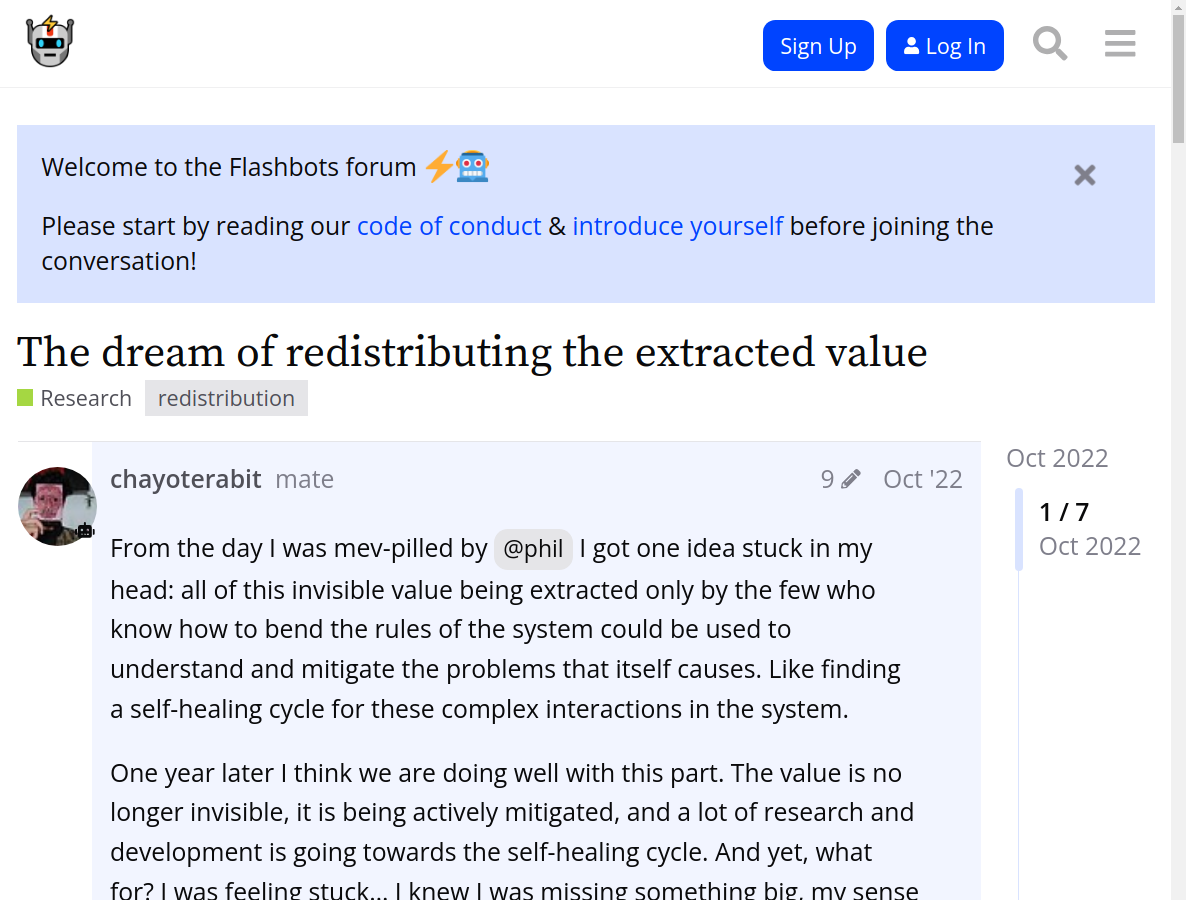 Sign Up
Log In
Welcome to the Flashbots forum
Please start by reading our code of conduct & introduce yourself before joining the
conversation!
The dream of redistributing the extracted value
Research redistribution
chayoterabit mate 9 Oct '22
Oct 2022
1 / 7
Oct 2022
From the day I was mev-pilled by @phil I got one idea stuck in my
head: all of this invisible value being extracted only by the few who
know how to bend the rules of the system could be used to
understand and mitigate the problems that itself causes. Like finding
a self-healing cycle for these complex interactions in the system.
One year later I think we are doing well with this part. The value is no
longer invisible, it is being actively mitigated, and a lot of research and
development is going towards the self-healing cycle. And yet, what
for? I was feeling stuck… I knew I was missing something big, my sense